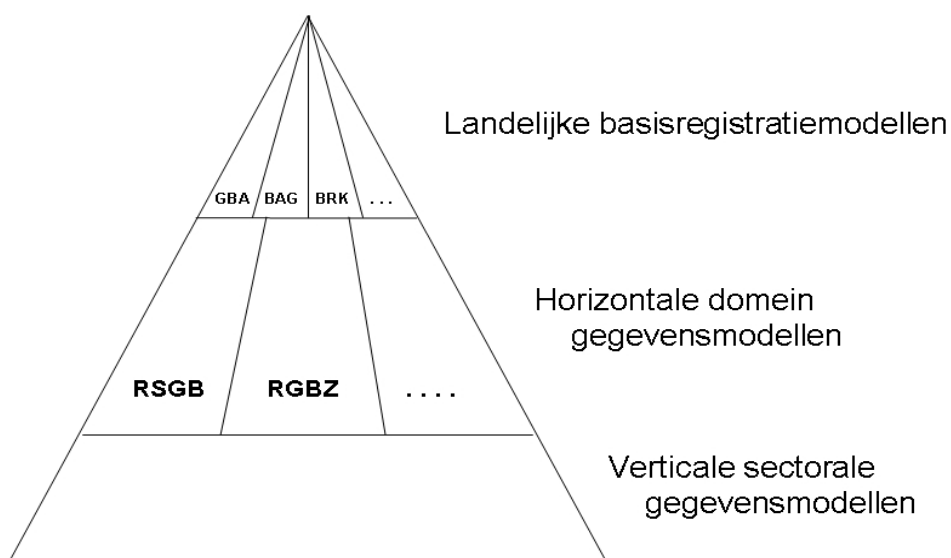 Landelijke basisregistratiemodellen
GBA BAG BRK ...
Horizontale domein
gegevensmodellen
RSGB RGBZ ....
Verticale sectorale
gegevensmodellen